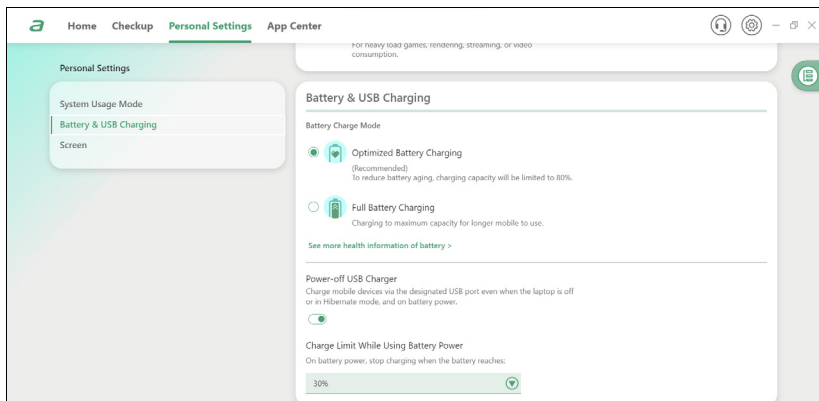 a Home Checkup Personal Settings App Center
For heavy load games, rendering, streaming, or video
consumption.
Personal Settings
System Usage Mode
Battery & USB Charging
Screen
Battery & USB Charging
Battery Charge Mode
Optimized Battery Charging
(Recommended)
To reduce battery aging, charging capacity will be limited to 80%.
Full Battery Charging
Charging to maximum capacity for longer mobile to use.
See more health information of battery >
Power-off USB Charger
Charge mobile devices via the designated USB port even when the laptop is off
or in Hibernate mode, and on battery power.
Charge Limit While Using Battery Power
On battery power, stop charging when the battery reaches:
30%